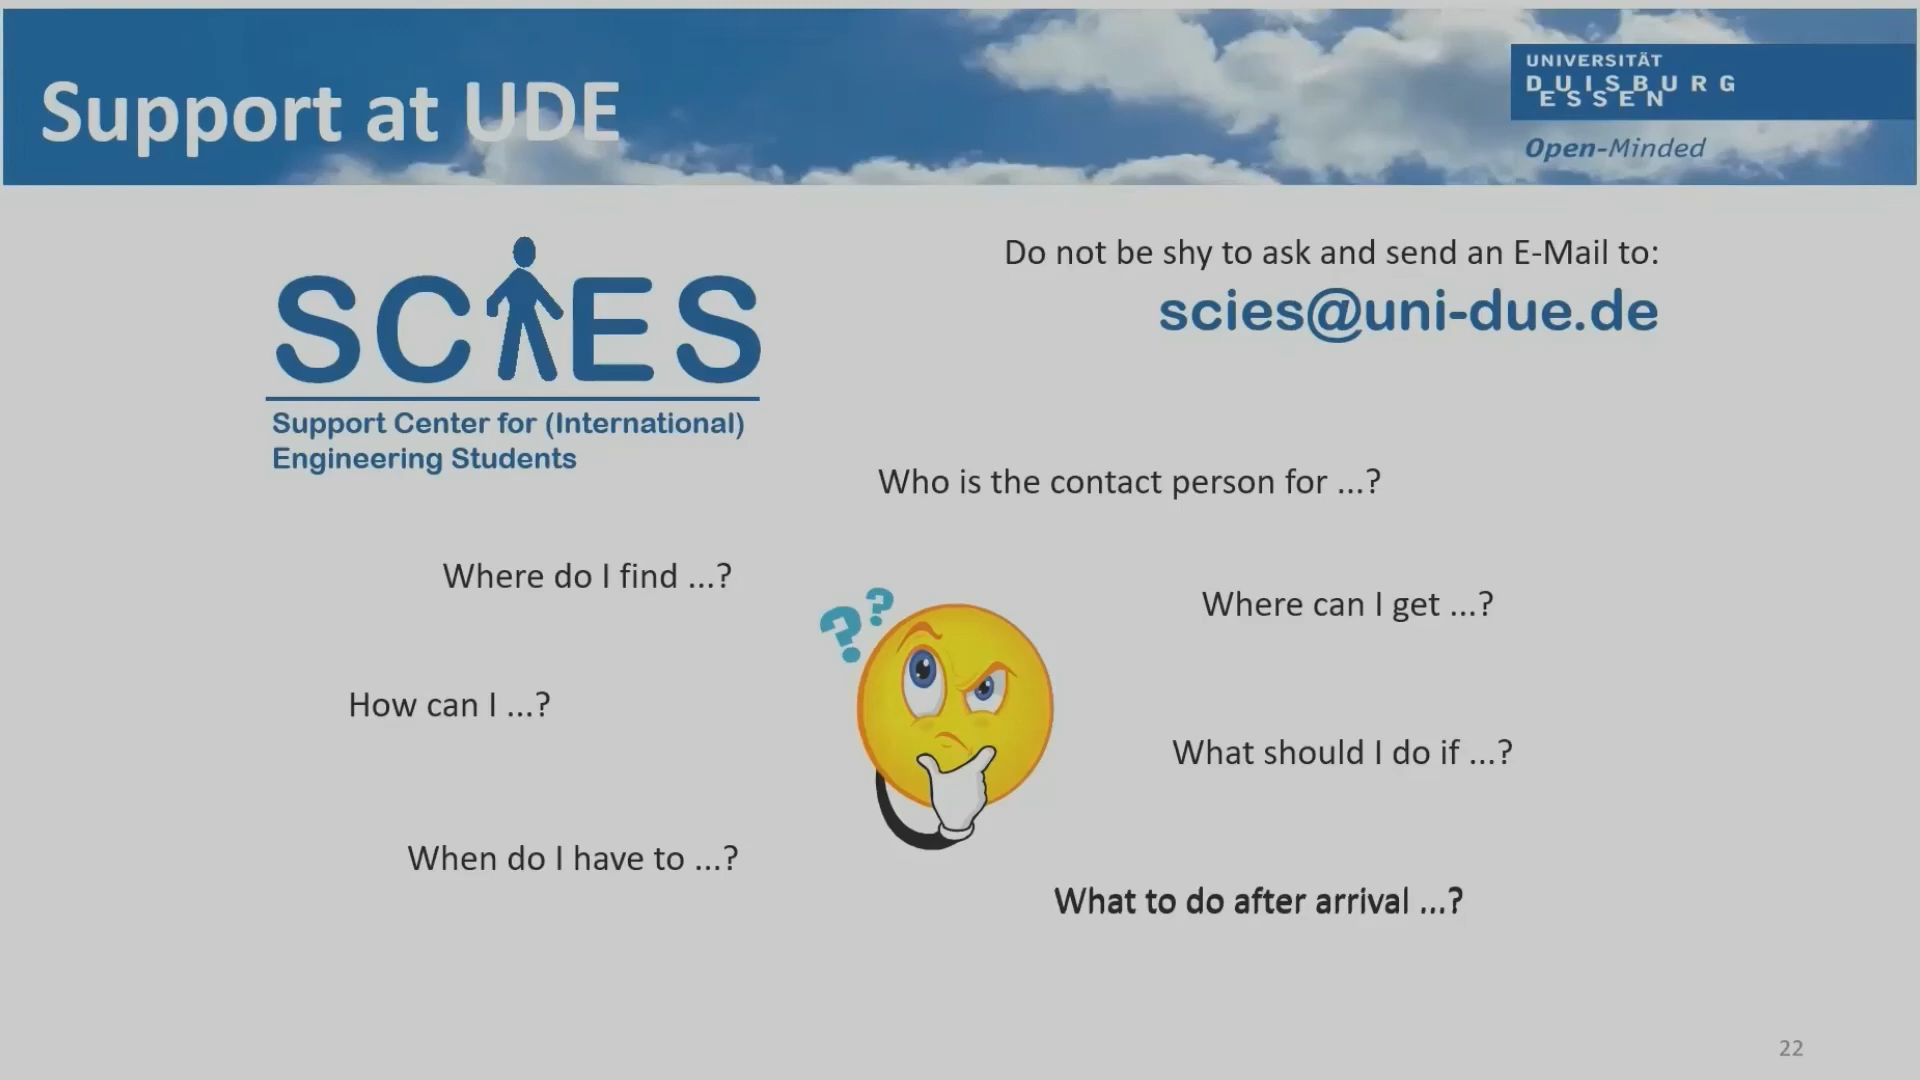 Support at UDE
UNIVERSITÄT
DUISBURG
ESSEN
Open-Minded
SCIES
Support Center for (International)
Engineering Students
Do not be shy to ask and send an E-Mail to:
scies@uni-due.de
Who is the contact person for ...?
Where do I find ...?
Where can I get ...?
??
How can I ...?
What should I do if ...?
When do I have to ...?
What to do after arrival ...?
22